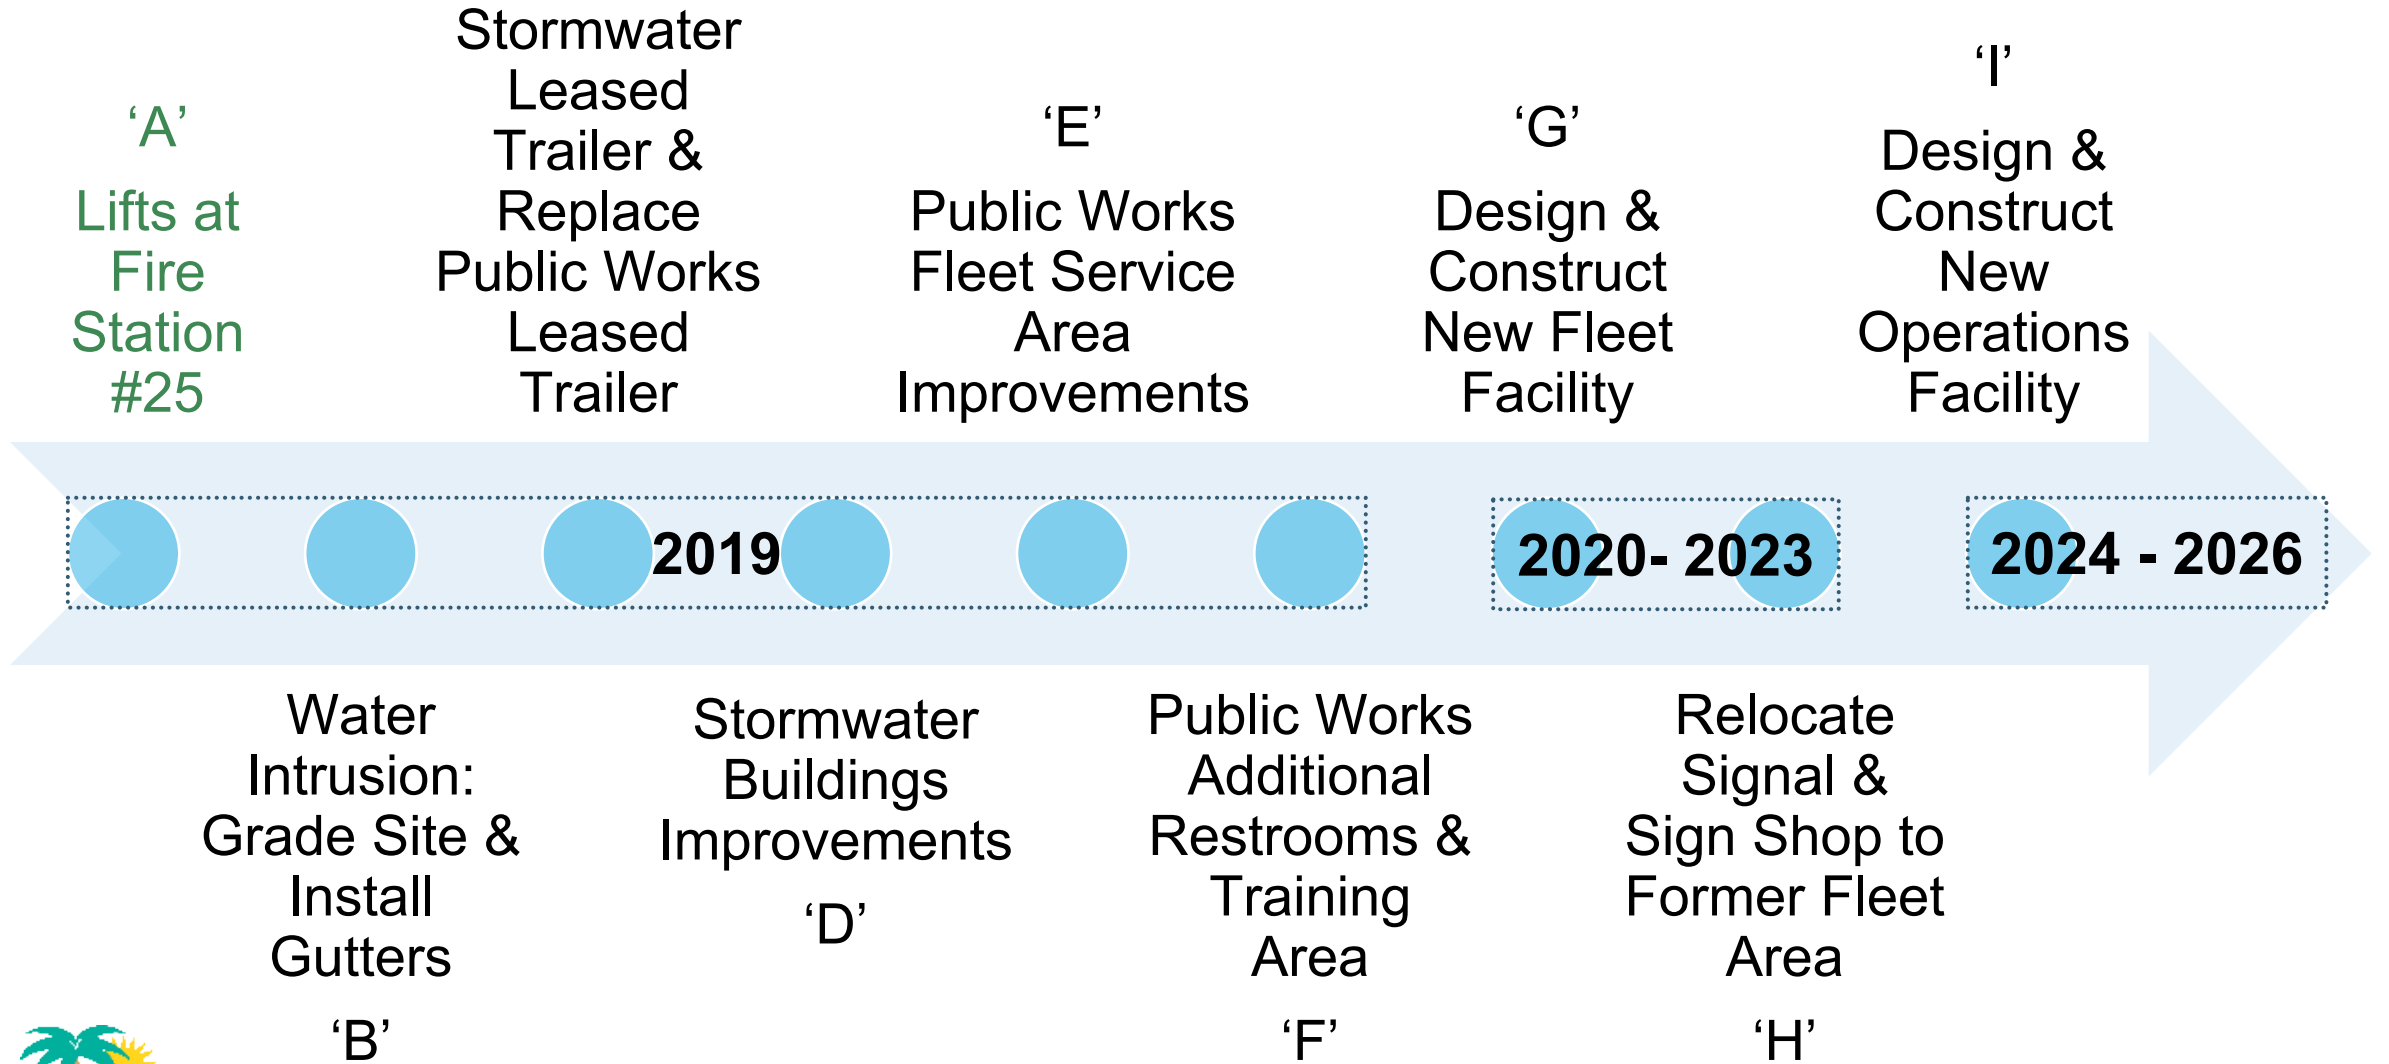 ‘A’
Lifts at
Fire
Station
#25
Stormwater
Leased
Trailer &
Replace
Public Works
Leased
Trailer
‘E’
Public Works
Fleet Service
Area
Improvements
‘G’
Design &
Construct
New Fleet
Facility
‘I’
Design &
Construct
New
Operations
Facility
2019
2020- 2023
2024 - 2026
Water
Intrusion:
Grade Site &
Install
Gutters
‘B’
Stormwater
Buildings
Improvements
‘D’
Public Works
Additional
Restrooms &
Training
Area
‘F’
Relocate
Signal &
Sign Shop to
Former Fleet
Area
‘H’